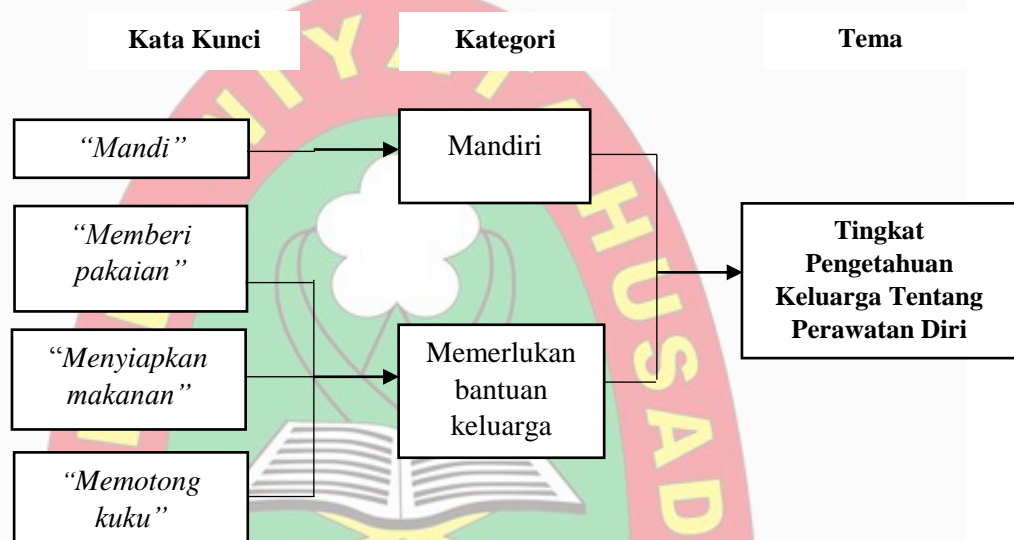 Kata Kunci
Kategori
Tema
“Mandi”
Mandiri
“Memberi
pakaian”
“Menyiapkan
makanan”
“Memotong
kuku”
Memerlukan
bantuan
keluarga
Tingkat
Pengetahuan
Keluarga Tentang
Perawatan Diri
HUSAD